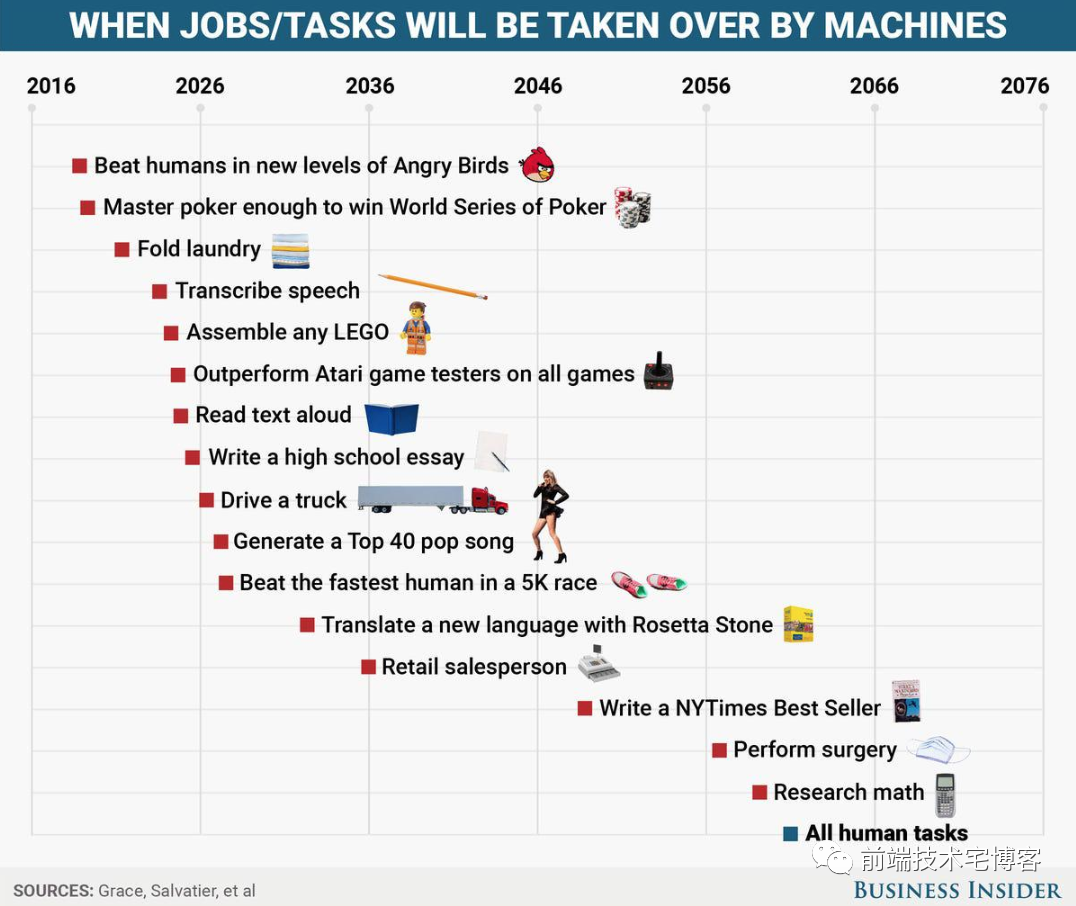 WHEN JOBS/TASKS WILL BE TAKEN OVER BY MACHINES
2016 2026 2036 2046 2056 2066 2076
Beat humans in new levels of Angry Birds
Master poker enough to win World Series of Poker
Fold laundry
Transcribe speech
Assemble any LEGO
Outperform Atari game testers on all games
Read text aloud
Write a high school essay
Drive a truck
Generate a Top 40 pop song
Beat the fastest human in a 5K race
Translate a new language with Rosetta Stone
Retail salesperson
Write a NYTimes Best Seller
Perform surgery
Research math
All human tasks
前端技术宅博客
SOURCES: Grace, Salvatier, et al
BUSINESS INSIDER